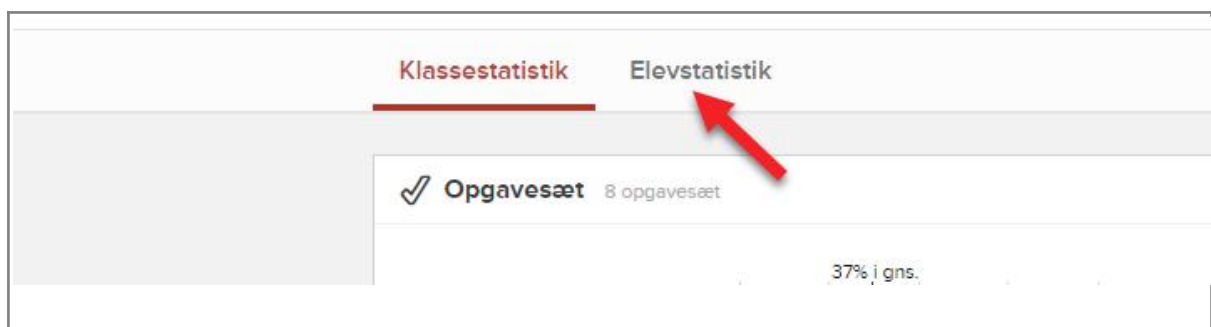 Klassestatistik Elevstatistik
Opgavesæt 8 opgavesæt
37% i gns.